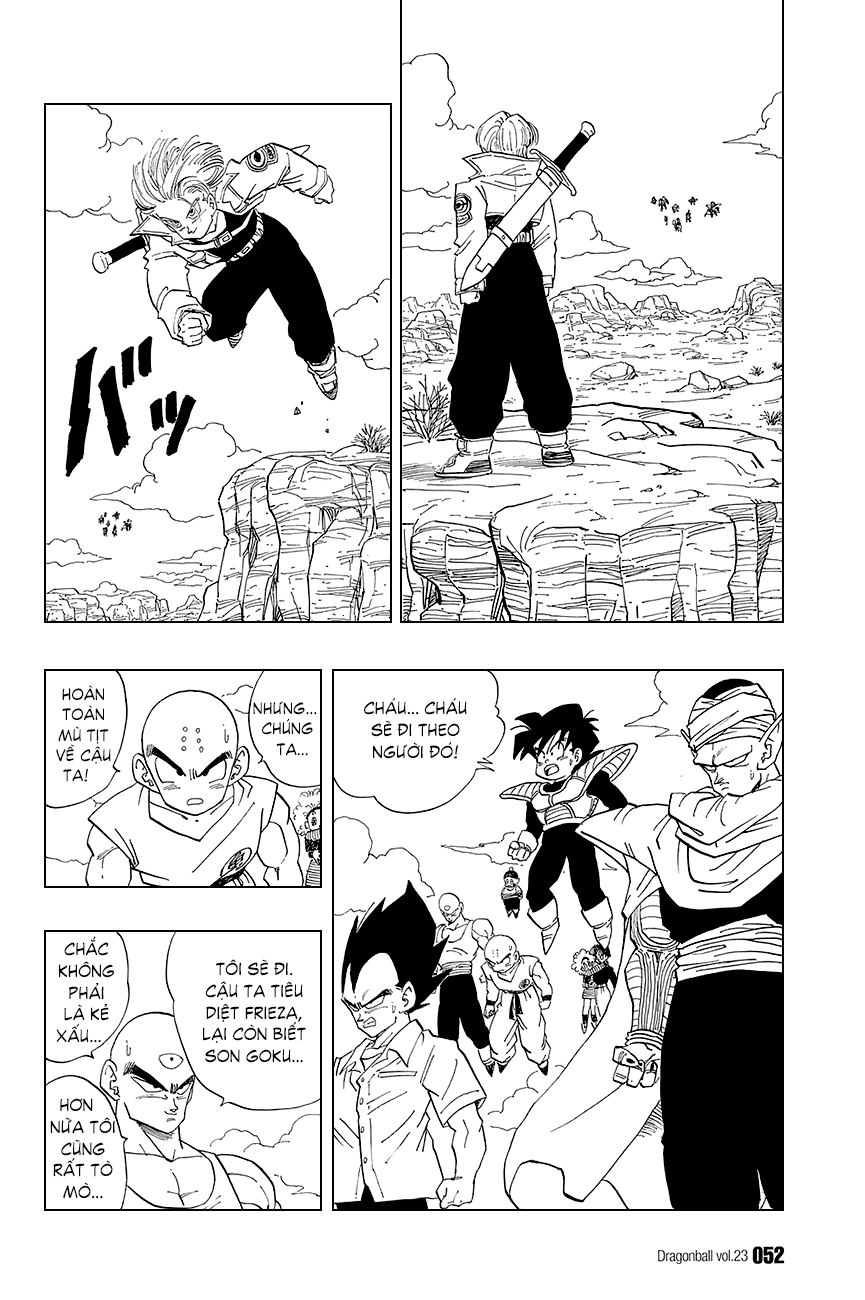 バッ
CHÁU... CHÁU
SẼ ĐI THEO
NGƯỜI ĐÓ!
NHƯNG...
CHÚNG
TA...
HOÀN
TOÀN
MÙ TỊT
VỀ CẬU
TA!
TÔI SẼ ĐI.
CẬU TA TIÊU
DIỆT FRIEZA,
LẠI CÒN BIẾT
SON GOKU...
CHẮC
KHÔNG
PHẢI
LÀ KẺ
XẤU...
HƠN
NỮA TÔI
CŨNG
RẤT TÒ
MÒ...
Dragonball vol.23 052